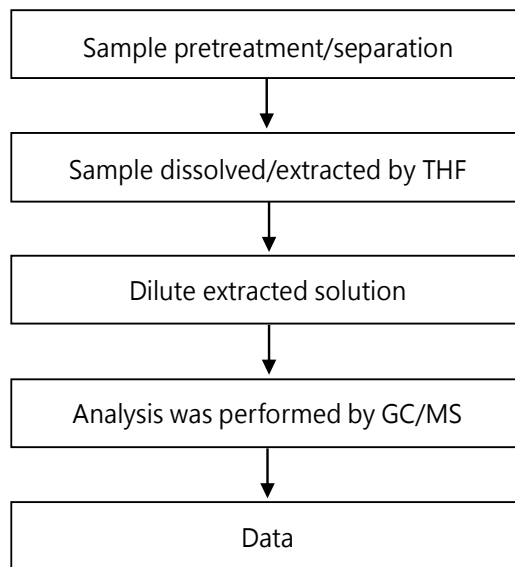 Sample pretreatment/separation
Sample dissolved/extracted by THF
Dilute extracted solution
Analysis was performed by GC/MS
Data